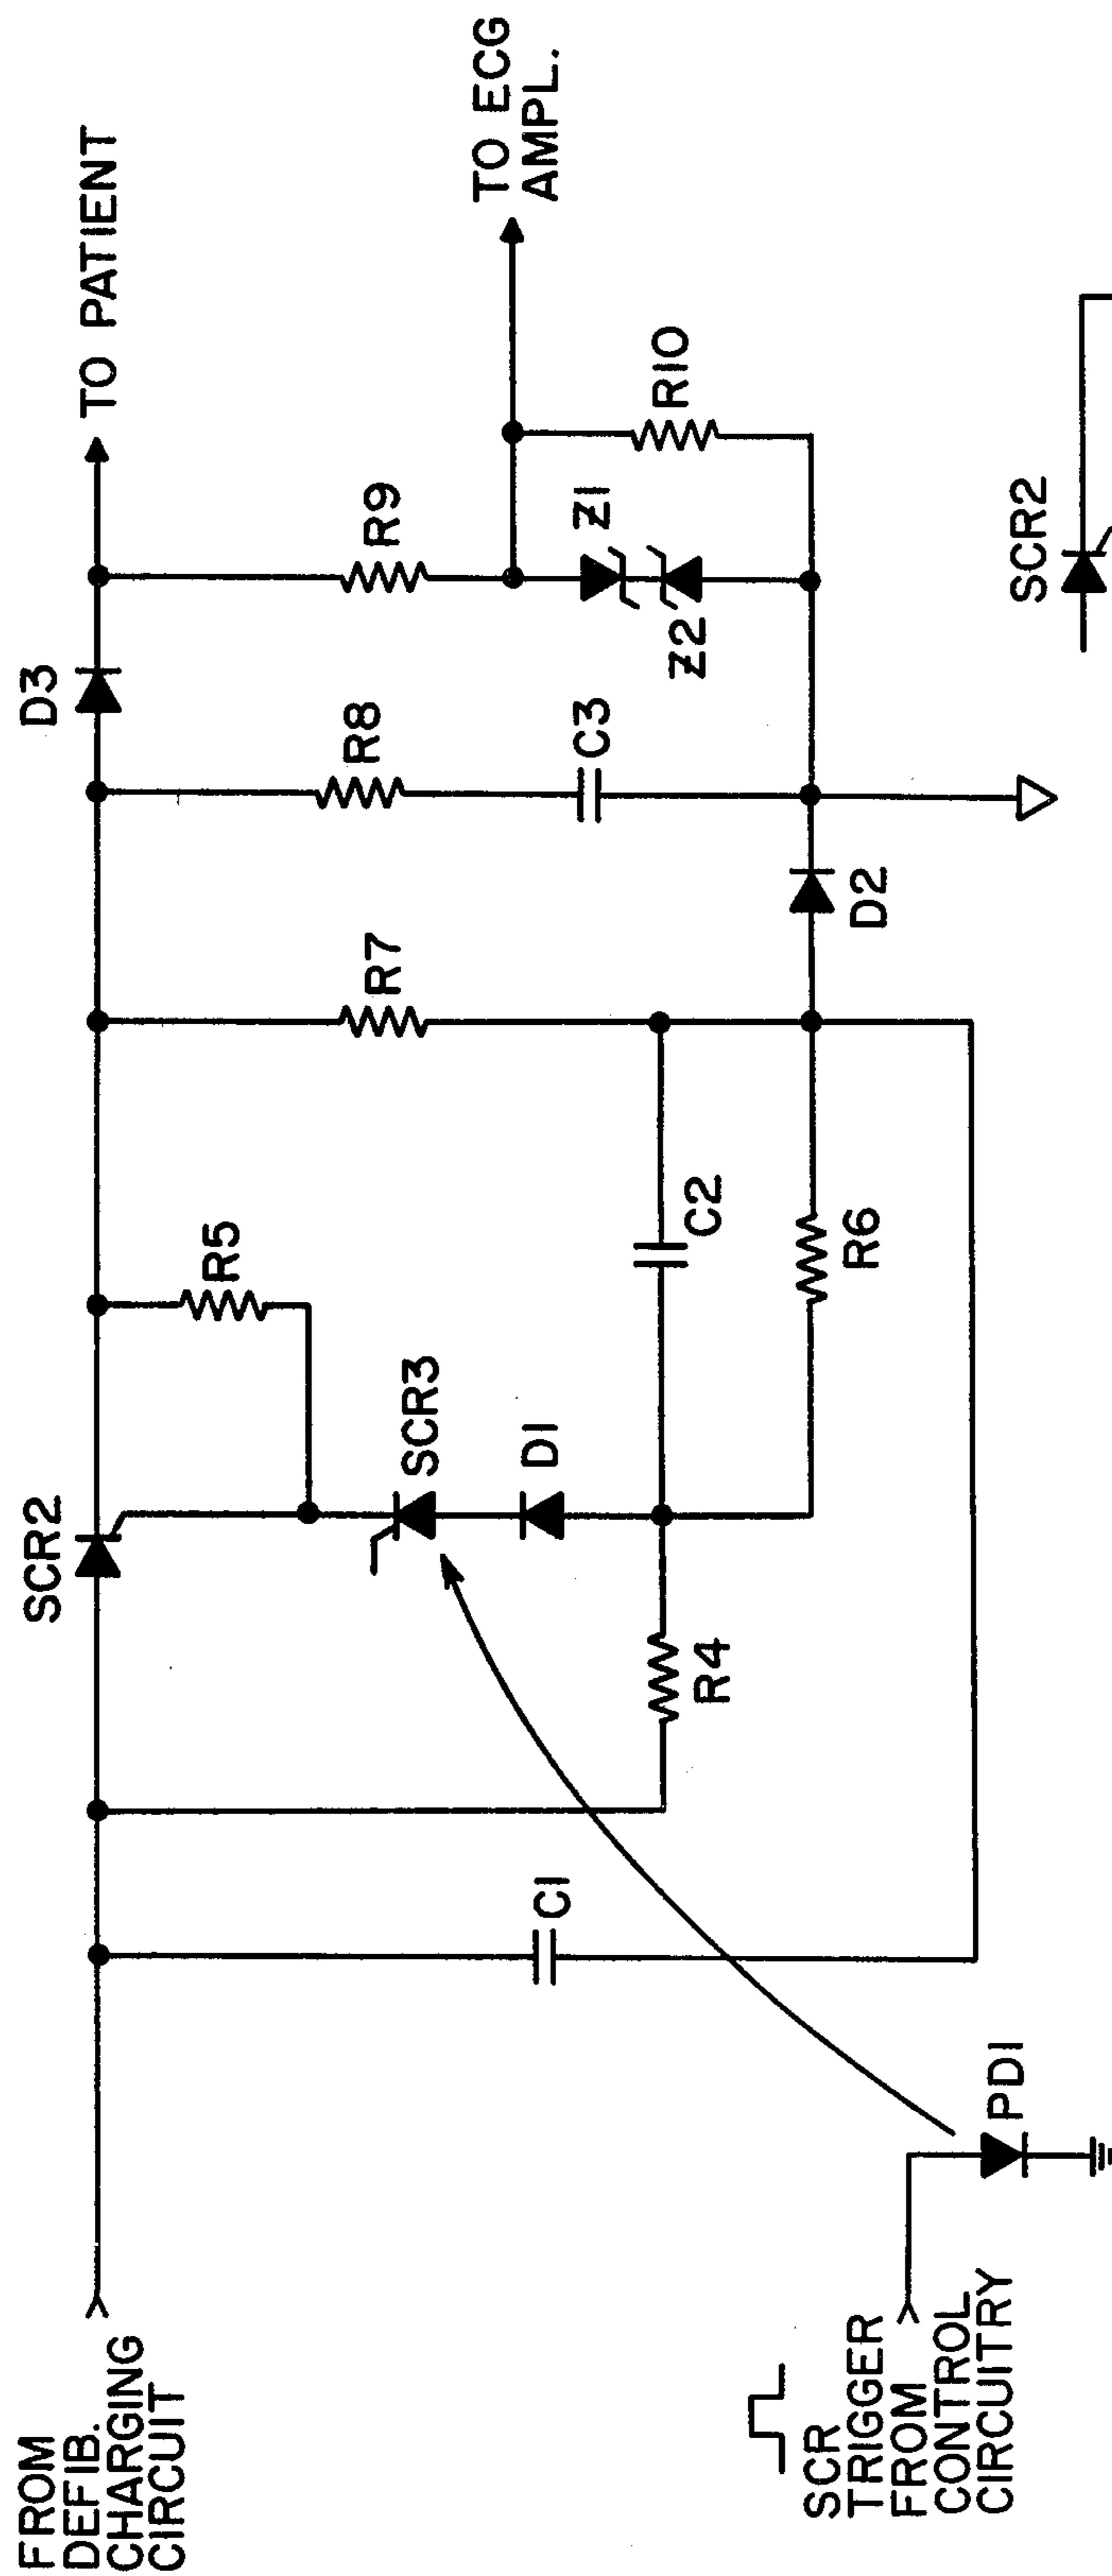 FROM
DEFIB.
CHARGING
CIRCUIT
SCR2
R5
D3
TO PATIENT
R7
R8
R9
TO ECG
AMPL.
SCR3
D1
C1
R4
C2
R6
D2
C3
Z1
Z2
R10
SCR
TRIGGER
FROM
CONTROL
CIRCUITRY
PD1
SCR2